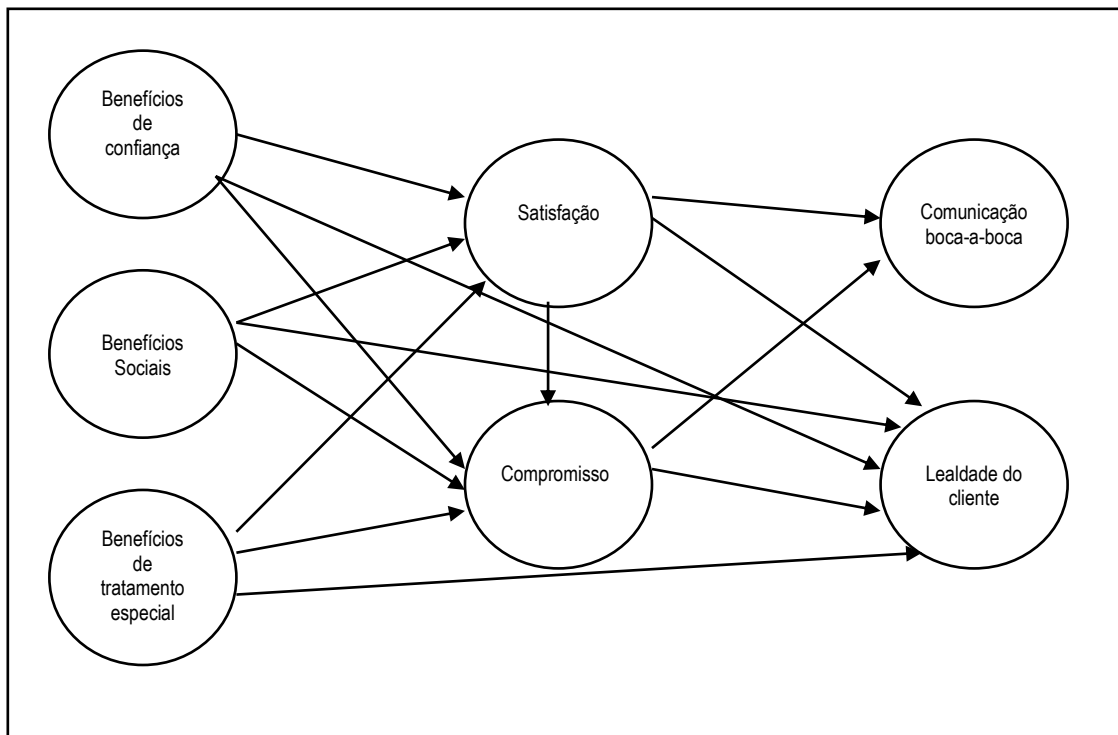 Benefícios
de
confiança
Satisfação
Comunicação
boca-a-boca
Benefícios
Sociais
Compromisso
Lealdade do
cliente
Benefícios
de
tratamento
especial